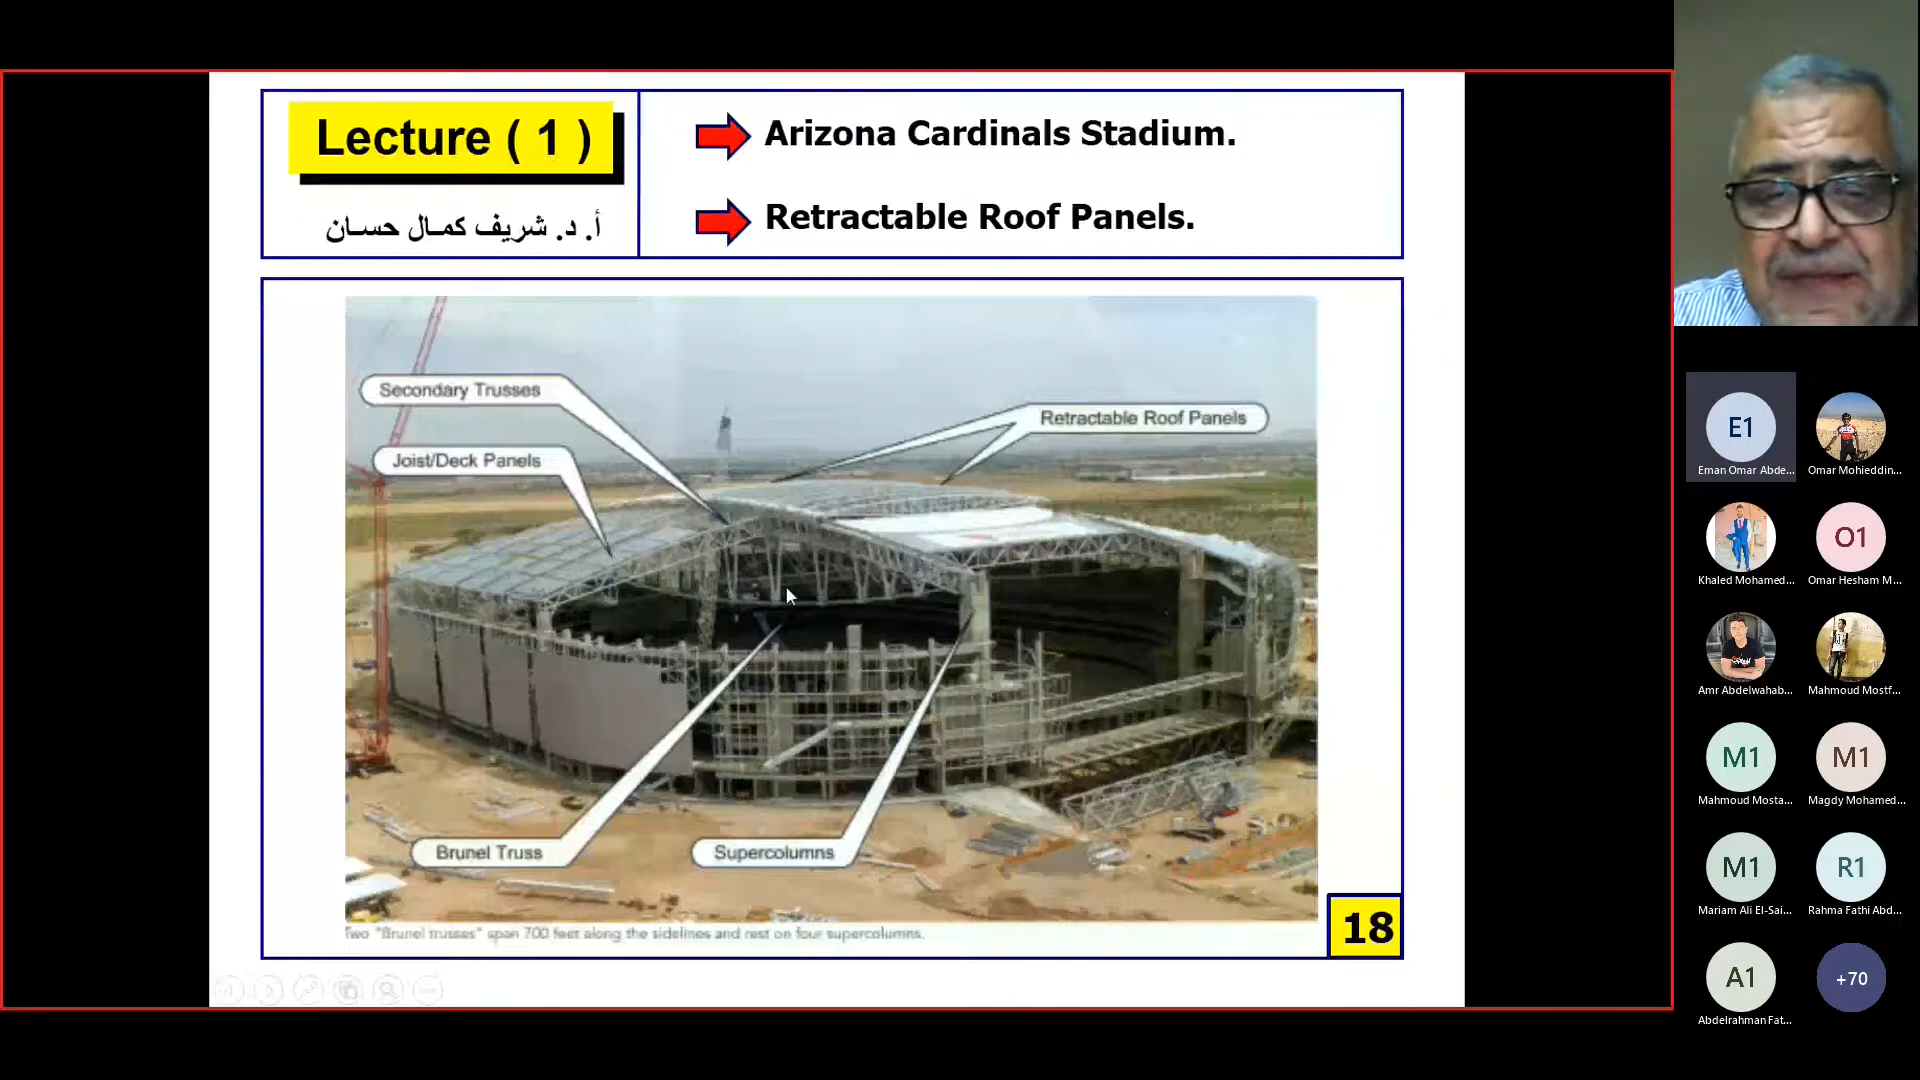 Lecture ( 1 )
أ. د. شريف كمال حسان
Arizona Cardinals Stadium.
Retractable Roof Panels.
Secondary Trusses
Retractable Roof Panels
Joist/Deck Panels
Brunel Truss
Supercolumns
Two "Brunel trusses" span 700 feet along the sidelines and rest on four supercolumns.
18
E1
Eman Omar Abde...
Omar Mohieddin...
Khaled Mohamed...
O1
Omar Hesham M...
Amr Abdelwahab...
Mahmoud Mostf...
M1
Mahmoud Mosta...
M1
Magdy Mohamed...
M1
Mariam Ali El-Sai...
R1
Rahma Fathi Abd...
A1
Abdelrahman Fat...
+70